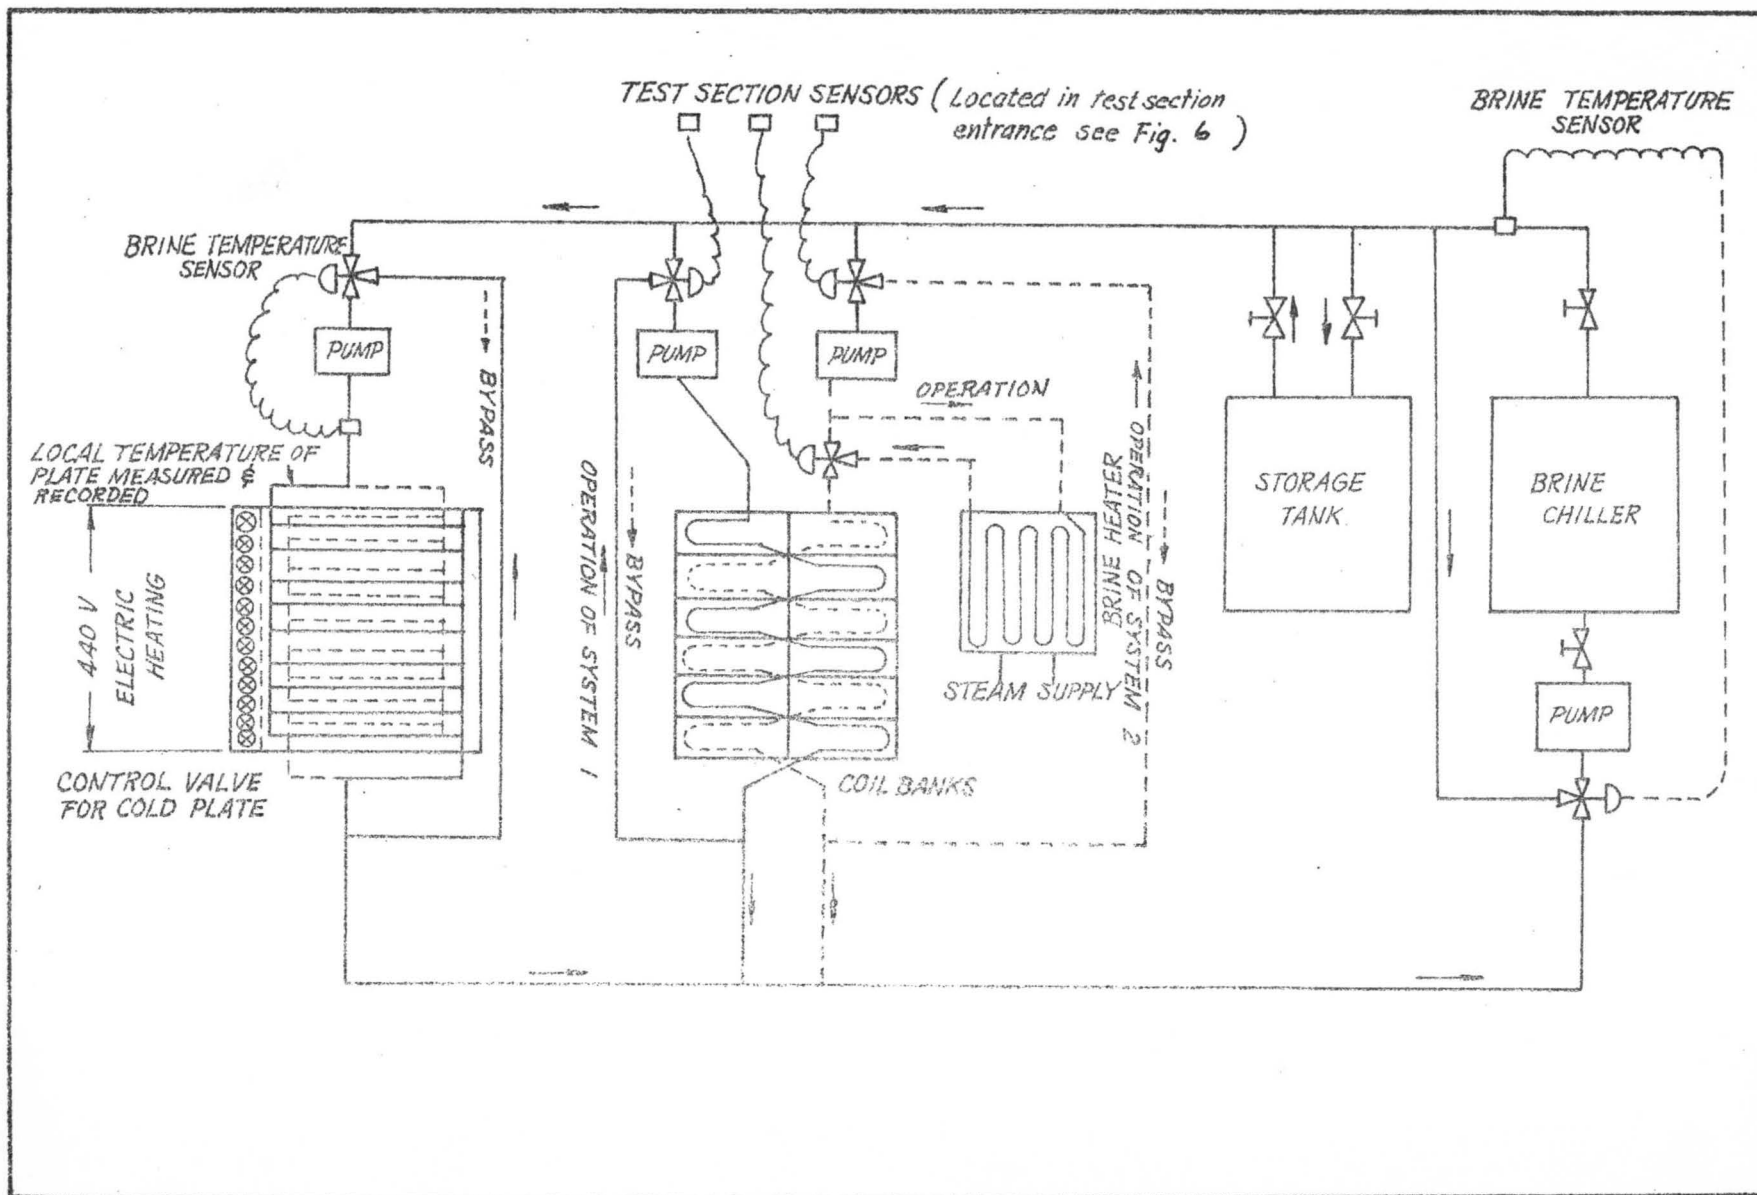 TEST SECTION SENSORS (Located in test section
entrance see Fig. 6)
BRINE TEMPERATURE
SENSOR
BRINE TEMPERATURE
SENSOR
PUMP
PUMP
PUMP
BYPASS
OPERATION
LOCAL TEMPERATURE OF
PLATE MEASURED &
RECORDED
440 V
ELECTRIC
HEATING
OPERATION OF SYSTEM 1
BYPASS
BRINE HEATER
OPERATION OF SYSTEM 2
BYPASS
STORAGE
TANK
BRINE
CHILLER
STEAM SUPPLY
PUMP
CONTROL VALVE
FOR COLD PLATE
COIL BANKS